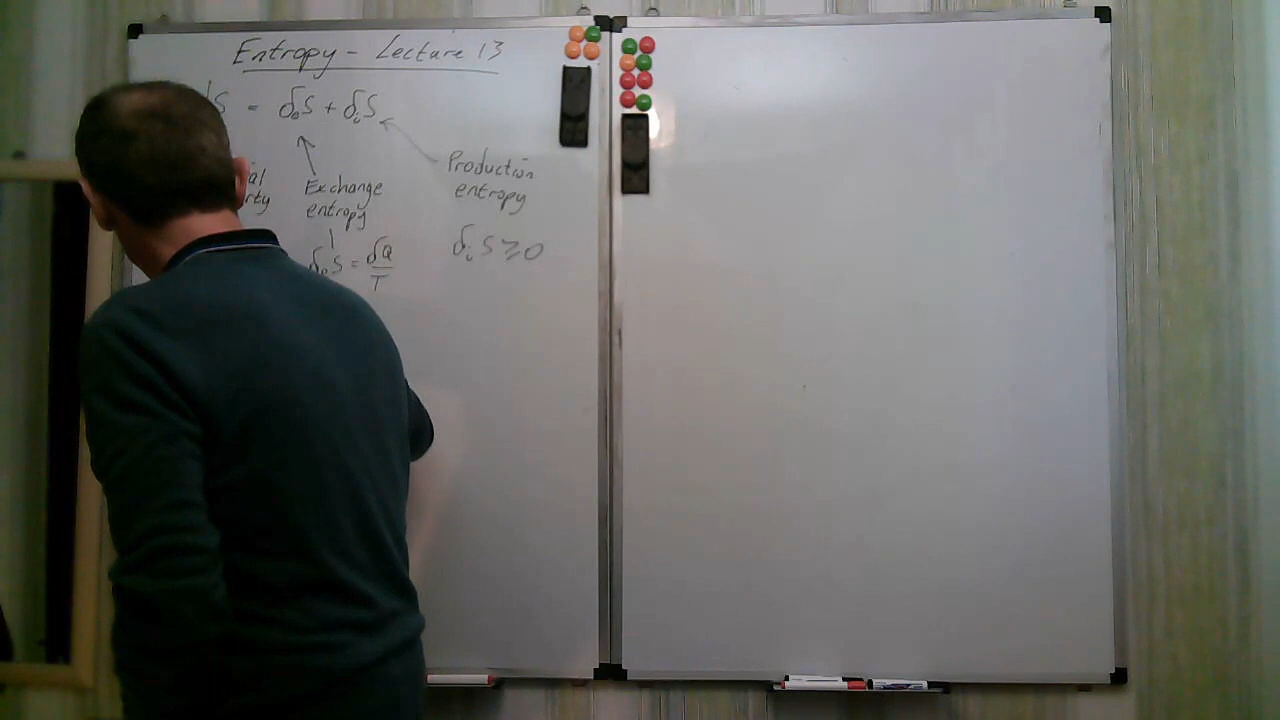 Entropy - Lecture 13
S = δₑS + δᵢS
Production
entropy
Exchange
entropy
δₑS = δQ/T
δᵢS ⩾ 0